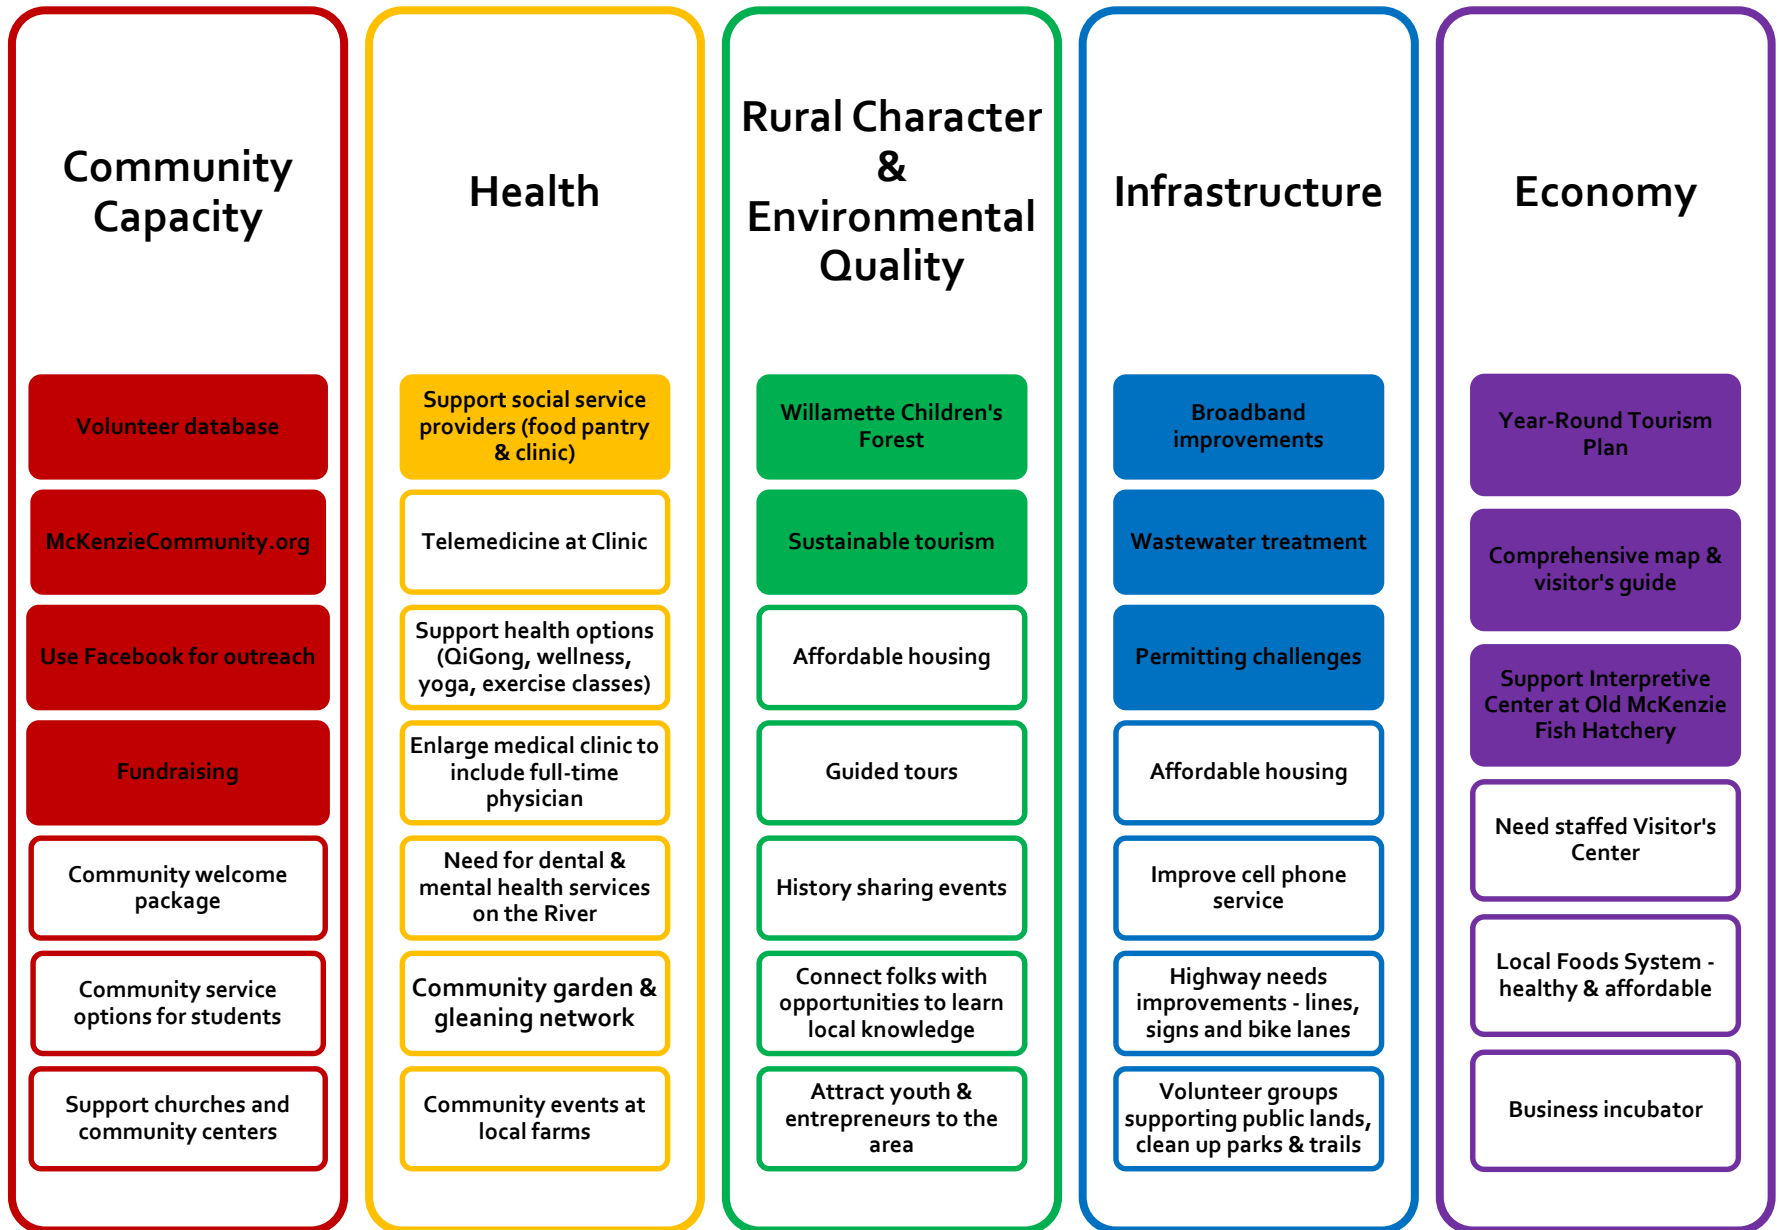 Community
Capacity
Volunteer database
McKenzieCommunity.org
Use Facebook for outreach
Fundraising
Community welcome
package
Community service
options for students
Support churches and
community centers
Health
Support social service
providers (food pantry
& clinic)
Telemedicine at Clinic
Support health options
(QiGong, wellness,
yoga, exercise classes)
Enlarge medical clinic to
include full-time
physician
Need for dental &
mental health services
on the River
Community garden &
gleaning network
Community events at
local farms
Rural Character
&
Environmental
Quality
Willamette Children's
Forest
Sustainable tourism
Affordable housing
Guided tours
History sharing events
Connect folks with
opportunities to learn
local knowledge
Attract youth &
entrepreneurs to the
area
Infrastructure
Broadband
improvements
Wastewater treatment
Permitting challenges
Affordable housing
Improve cell phone
service
Highway needs
improvements - lines,
signs and bike lanes
Volunteer groups
supporting public lands,
clean up parks & trails
Economy
Year-Round Tourism
Plan
Comprehensive map &
visitor's guide
Support Interpretive
Center at Old McKenzie
Fish Hatchery
Need staffed Visitor's
Center
Local Foods System -
healthy & affordable
Business incubator